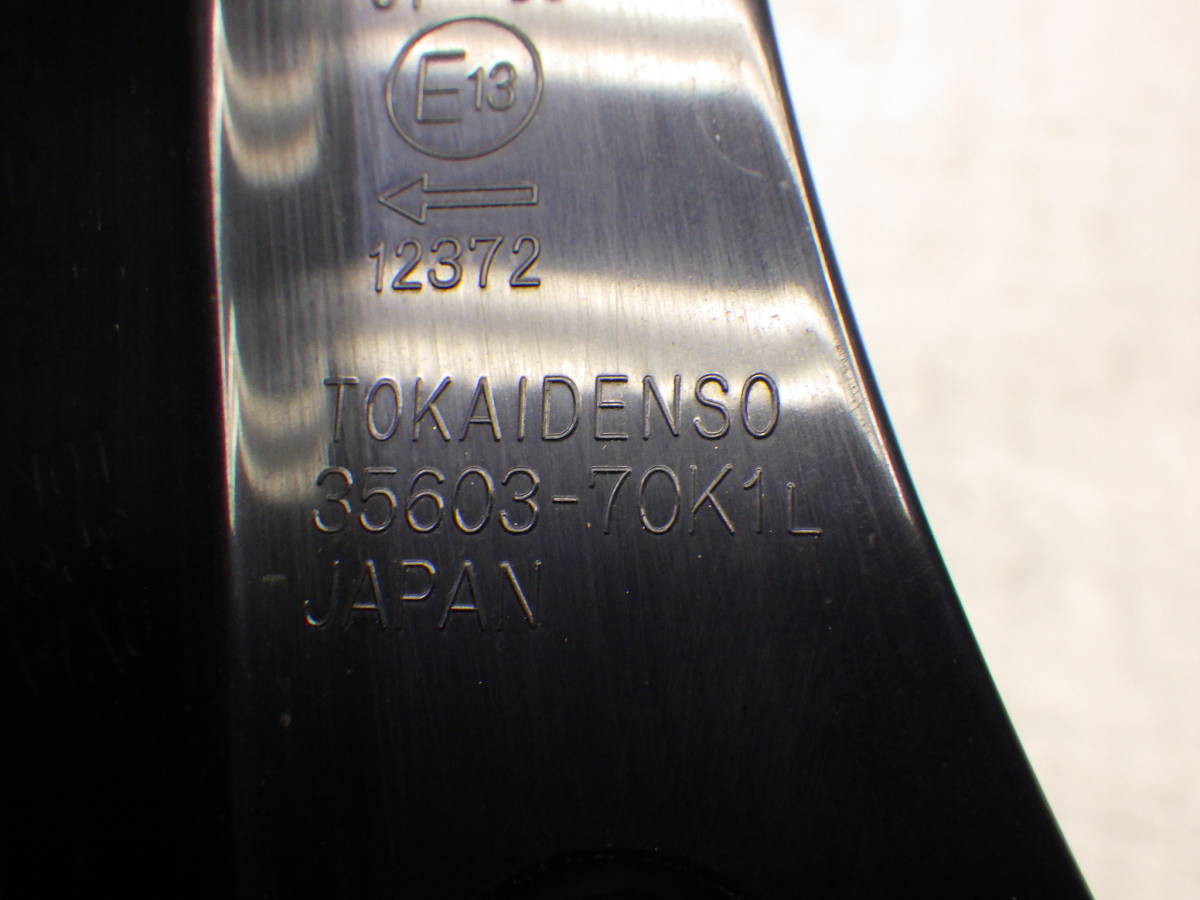 E13
12372
TOKAIDENSO
35603-70K1L
JAPAN